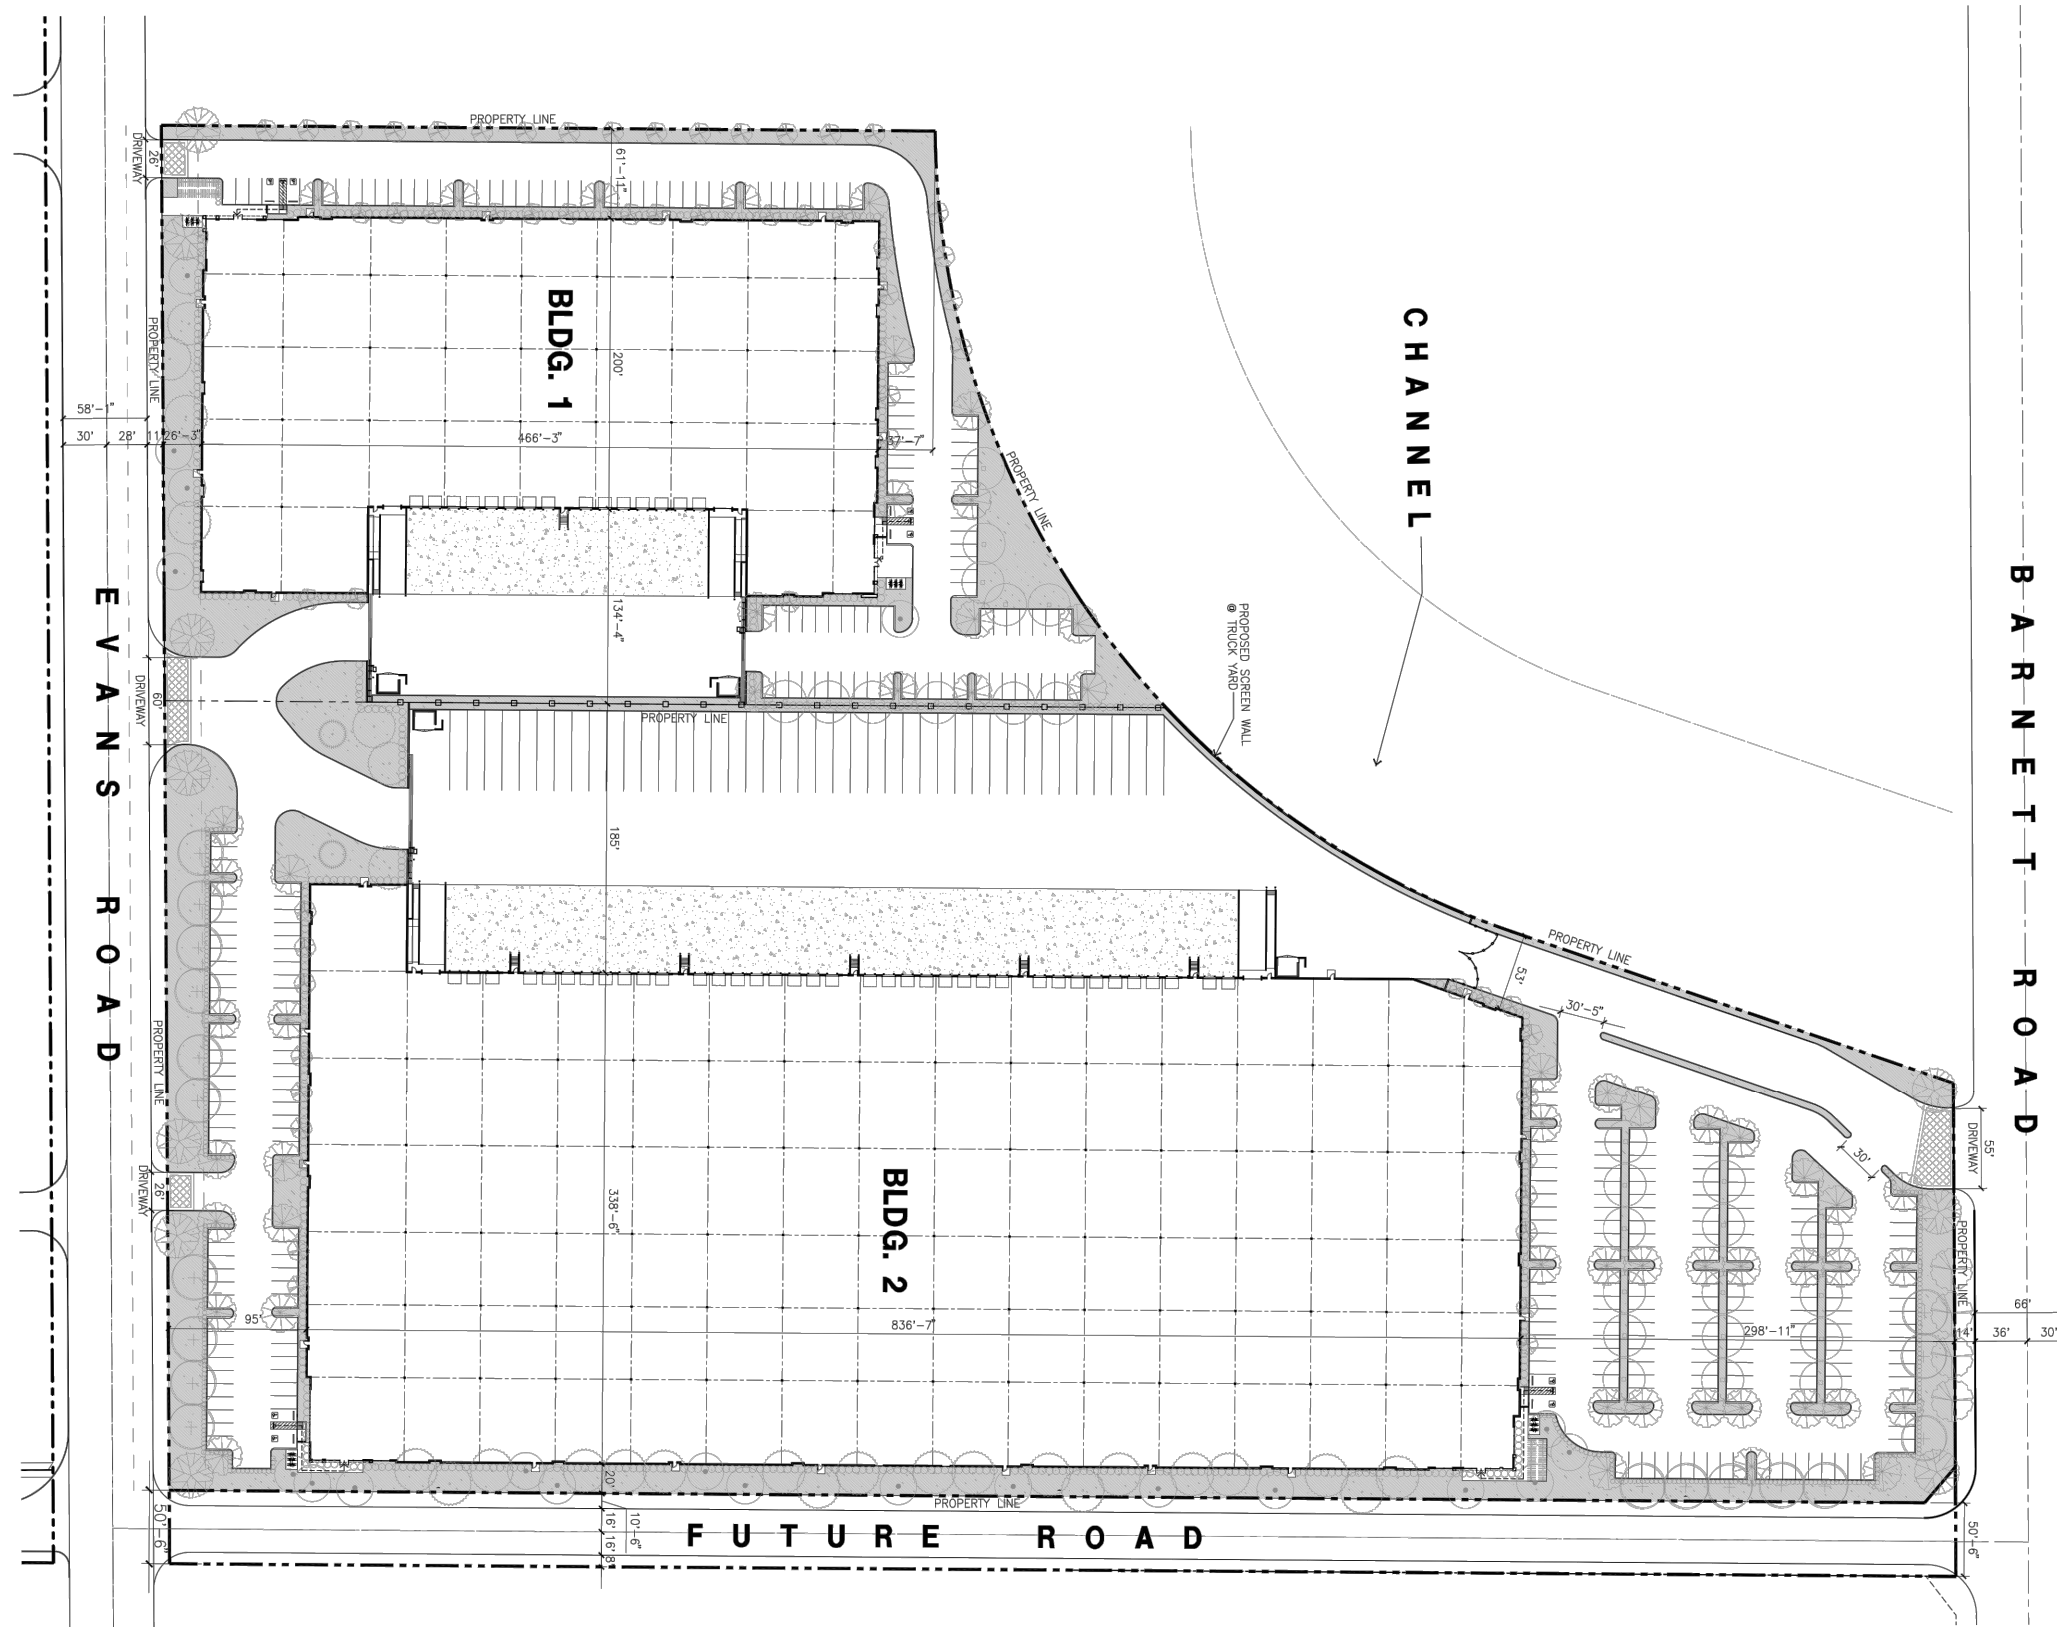 PROPERTY LINE
DRIVEWAY
26'
61'-11"
BLDG. 1
200'
PROPERTY LINE
58'-1"
30'
28'
11'
26'-3"
466'-3"
37'-7"
PROPERTY LINE
CHANNEL
EVANS ROAD
BARNETT ROAD
134'-4"
PROPOSED SCREEN WALL
@ TRUCK YARD
DRIVEWAY
60'
PROPERTY LINE
185'
PROPERTY LINE
53'
30'-5"
PROPERTY LINE
DRIVEWAY
55'
30'
DRIVEWAY
26'
BLDG. 2
338'-6"
PROPERTY LINE
95'
836'-7"
298'-11"
14'
36'
30'
66'
20'
PROPERTY LINE
50'-6"
16'
16'
8'
10'-6"
FUTURE ROAD
50'-6"